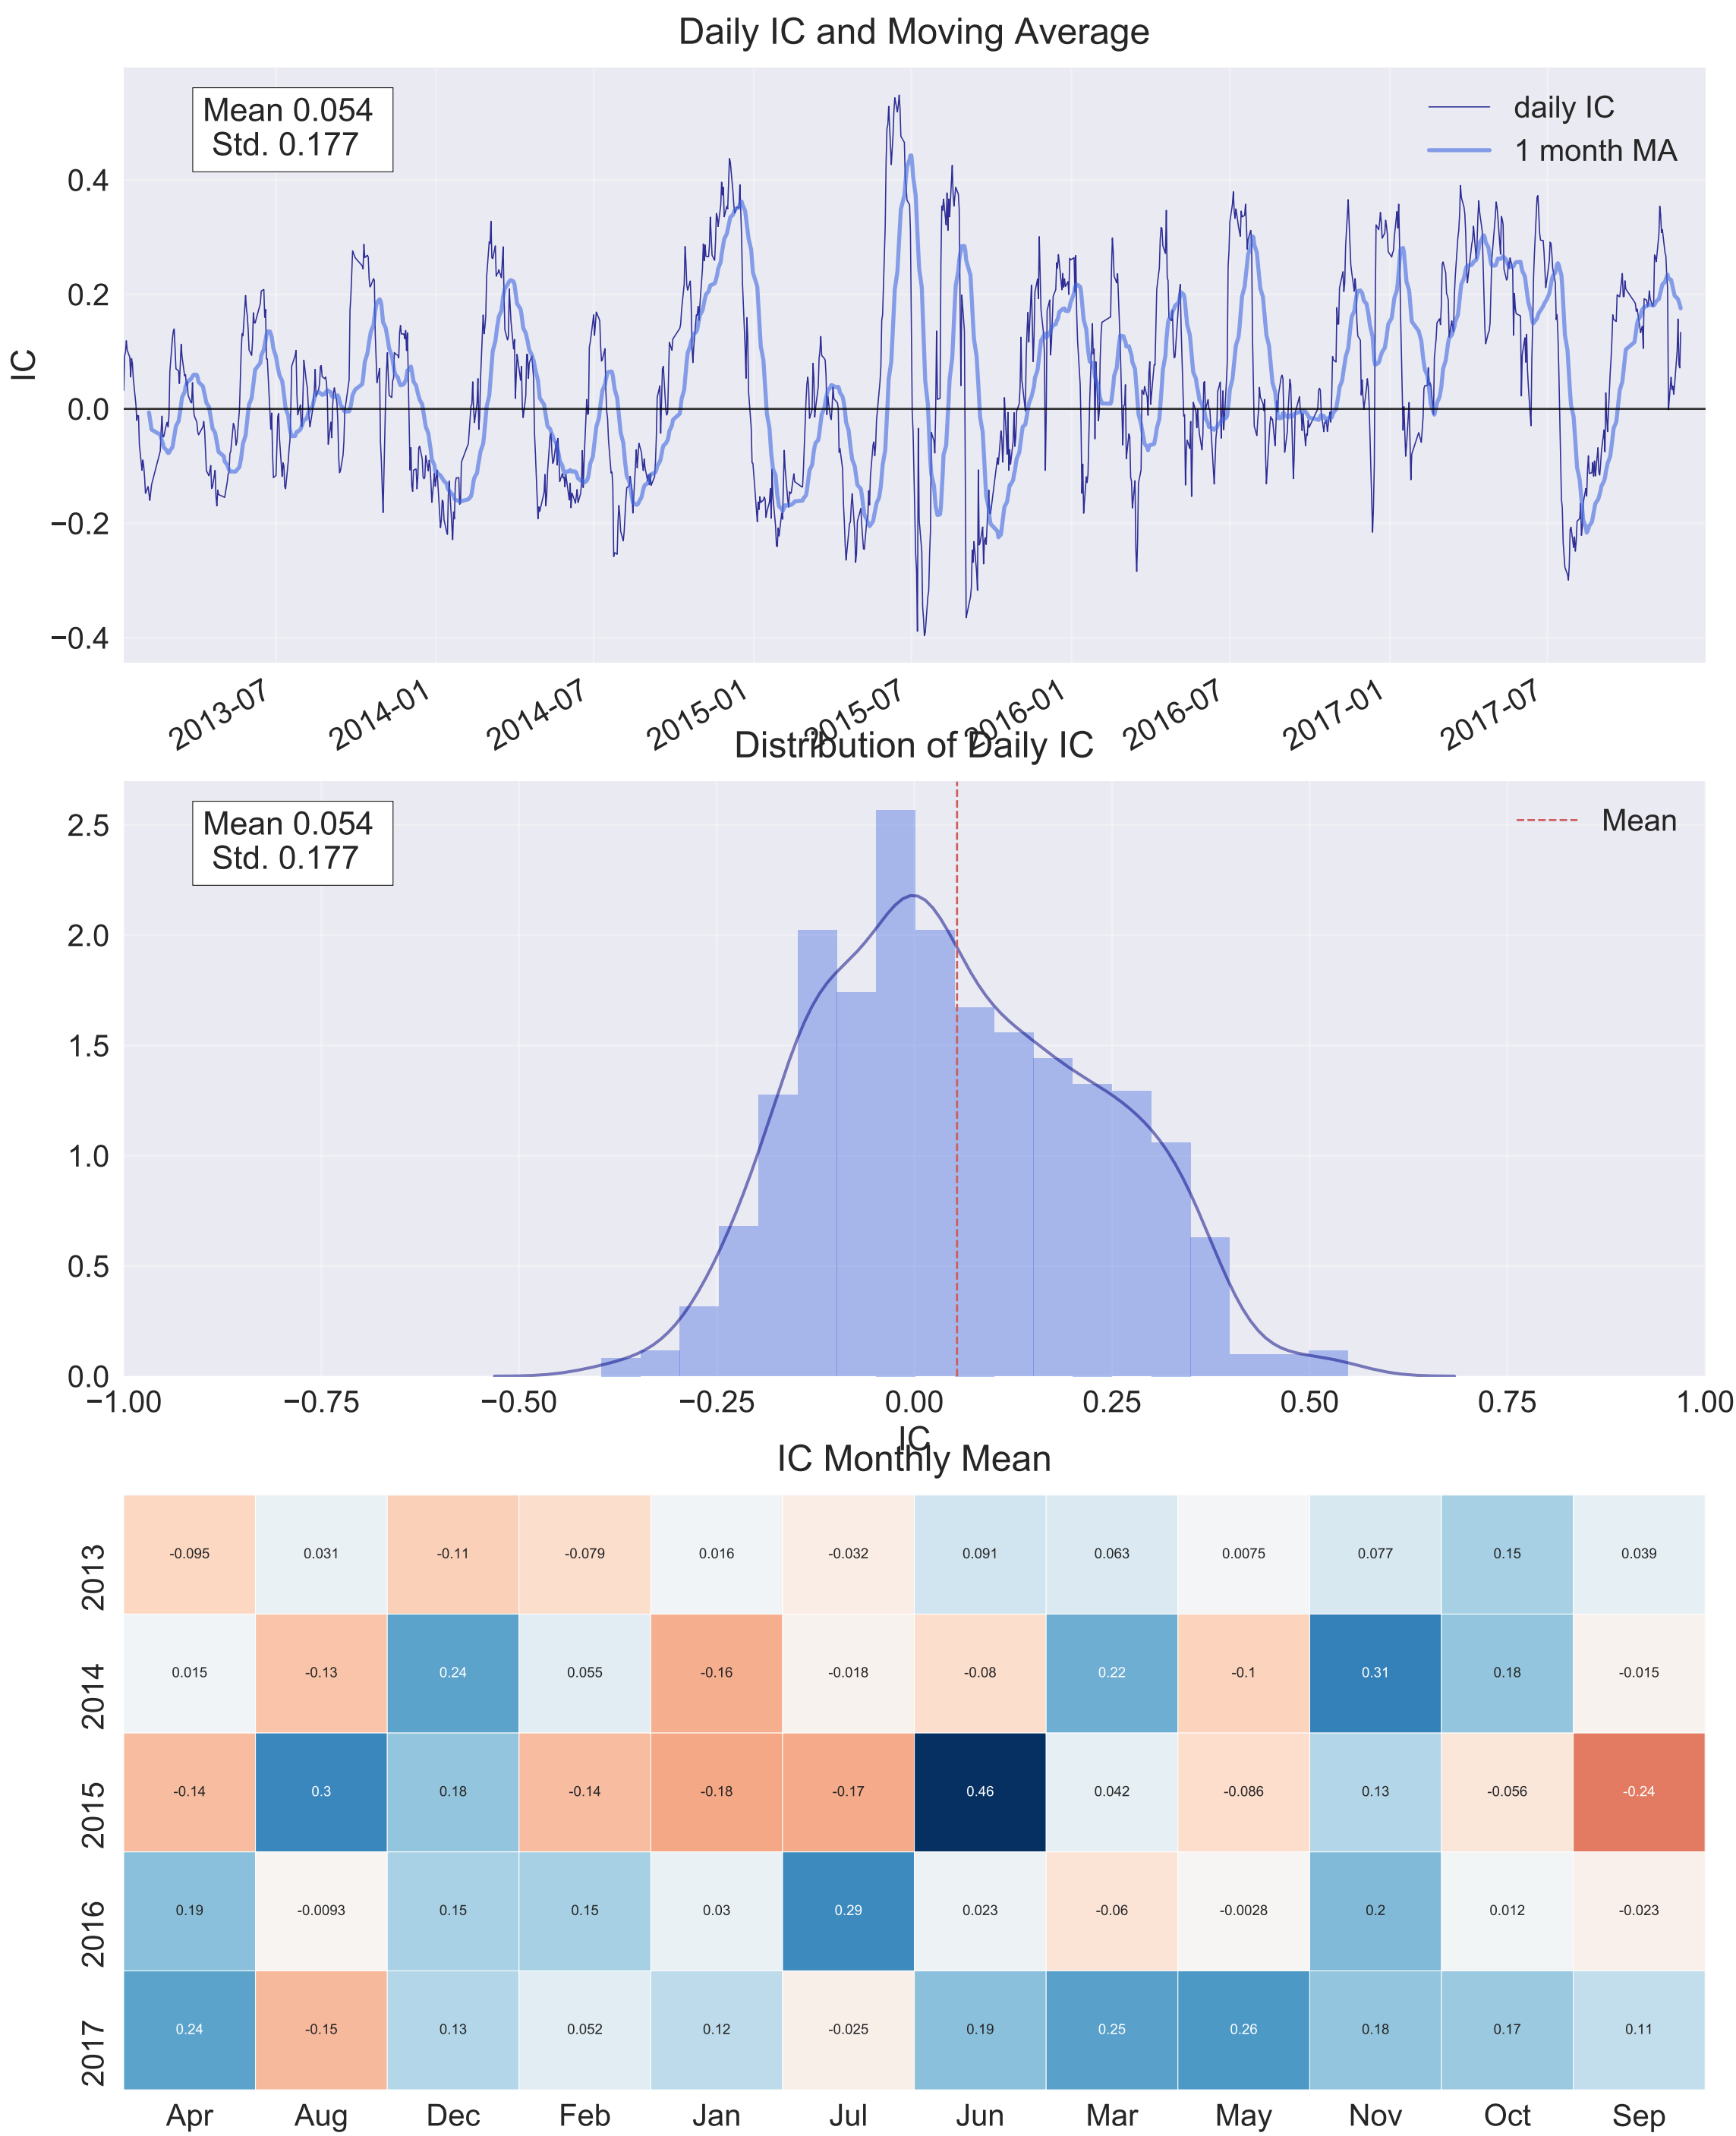 Daily IC and Moving Average
Mean 0.054
Std. 0.177
daily IC
1 month MA
IC
0.4
0.2
0.0
−0.2
−0.4
2013-07
2014-01
2014-07
2015-01
2015-07
2016-01
2016-07
2017-01
2017-07
Distribution of Daily IC
Mean 0.054
Std. 0.177
Mean
2.5
2.0
1.5
1.0
0.5
0.0
−1.00 −0.75 −0.50 −0.25 0.00 0.25 0.50 0.75 1.00
IC
IC Monthly Mean
2013 -0.095 0.031 -0.11 -0.079 0.016 -0.032 0.091 0.063 0.0075 0.077 0.15 0.039
2014 0.015 -0.13 0.24 0.055 -0.16 -0.018 -0.08 0.22 -0.1 0.31 0.18 -0.015
2015 -0.14 0.3 0.18 -0.14 -0.18 -0.17 0.46 0.042 -0.086 0.13 -0.056 -0.24
2016 0.19 -0.0093 0.15 0.15 0.03 0.29 0.023 -0.06 -0.0028 0.2 0.012 -0.023
2017 0.24 -0.15 0.13 0.052 0.12 -0.025 0.19 0.25 0.26 0.18 0.17 0.11
Apr Aug Dec Feb Jan Jul Jun Mar May Nov Oct Sep